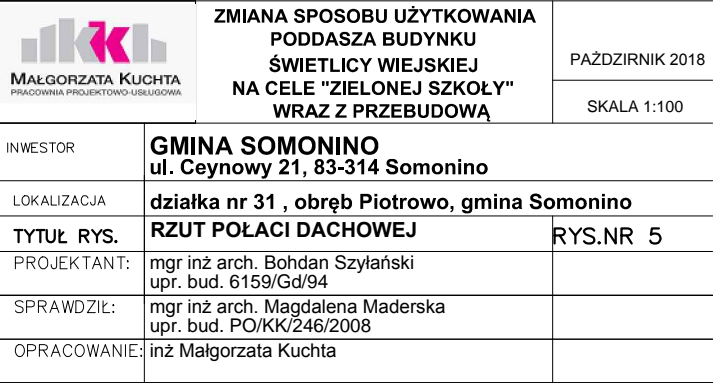 MAŁGORZATA KUCHTA
PRACOWNIA PROJEKTOWO-USŁUGOWA
ZMIANA SPOSOBU UŻYTKOWANIA
PODDASZA BUDYNKU
ŚWIETLICY WIEJSKIEJ
NA CELE "ZIELONEJ SZKOŁY"
WRAZ Z PRZEBUDOWĄ
PAŻDZIRNIK 2018
SKALA 1:100
INWESTOR
GMINA SOMONINO
ul. Ceynowy 21, 83-314 Somonino
LOKALIZACJA
działka nr 31 , obręb Piotrowo, gmina Somonino
TYTUŁ RYS.
RZUT POŁACI DACHOWEJ
RYS.NR 5
PROJEKTANT:
mgr inż arch. Bohdan Szyłański
upr. bud. 6159/Gd/94
SPRAWDZIŁ:
mgr inż arch. Magdalena Maderska
upr. bud. PO/KK/246/2008
OPRACOWANIE:
inż Małgorzata Kuchta